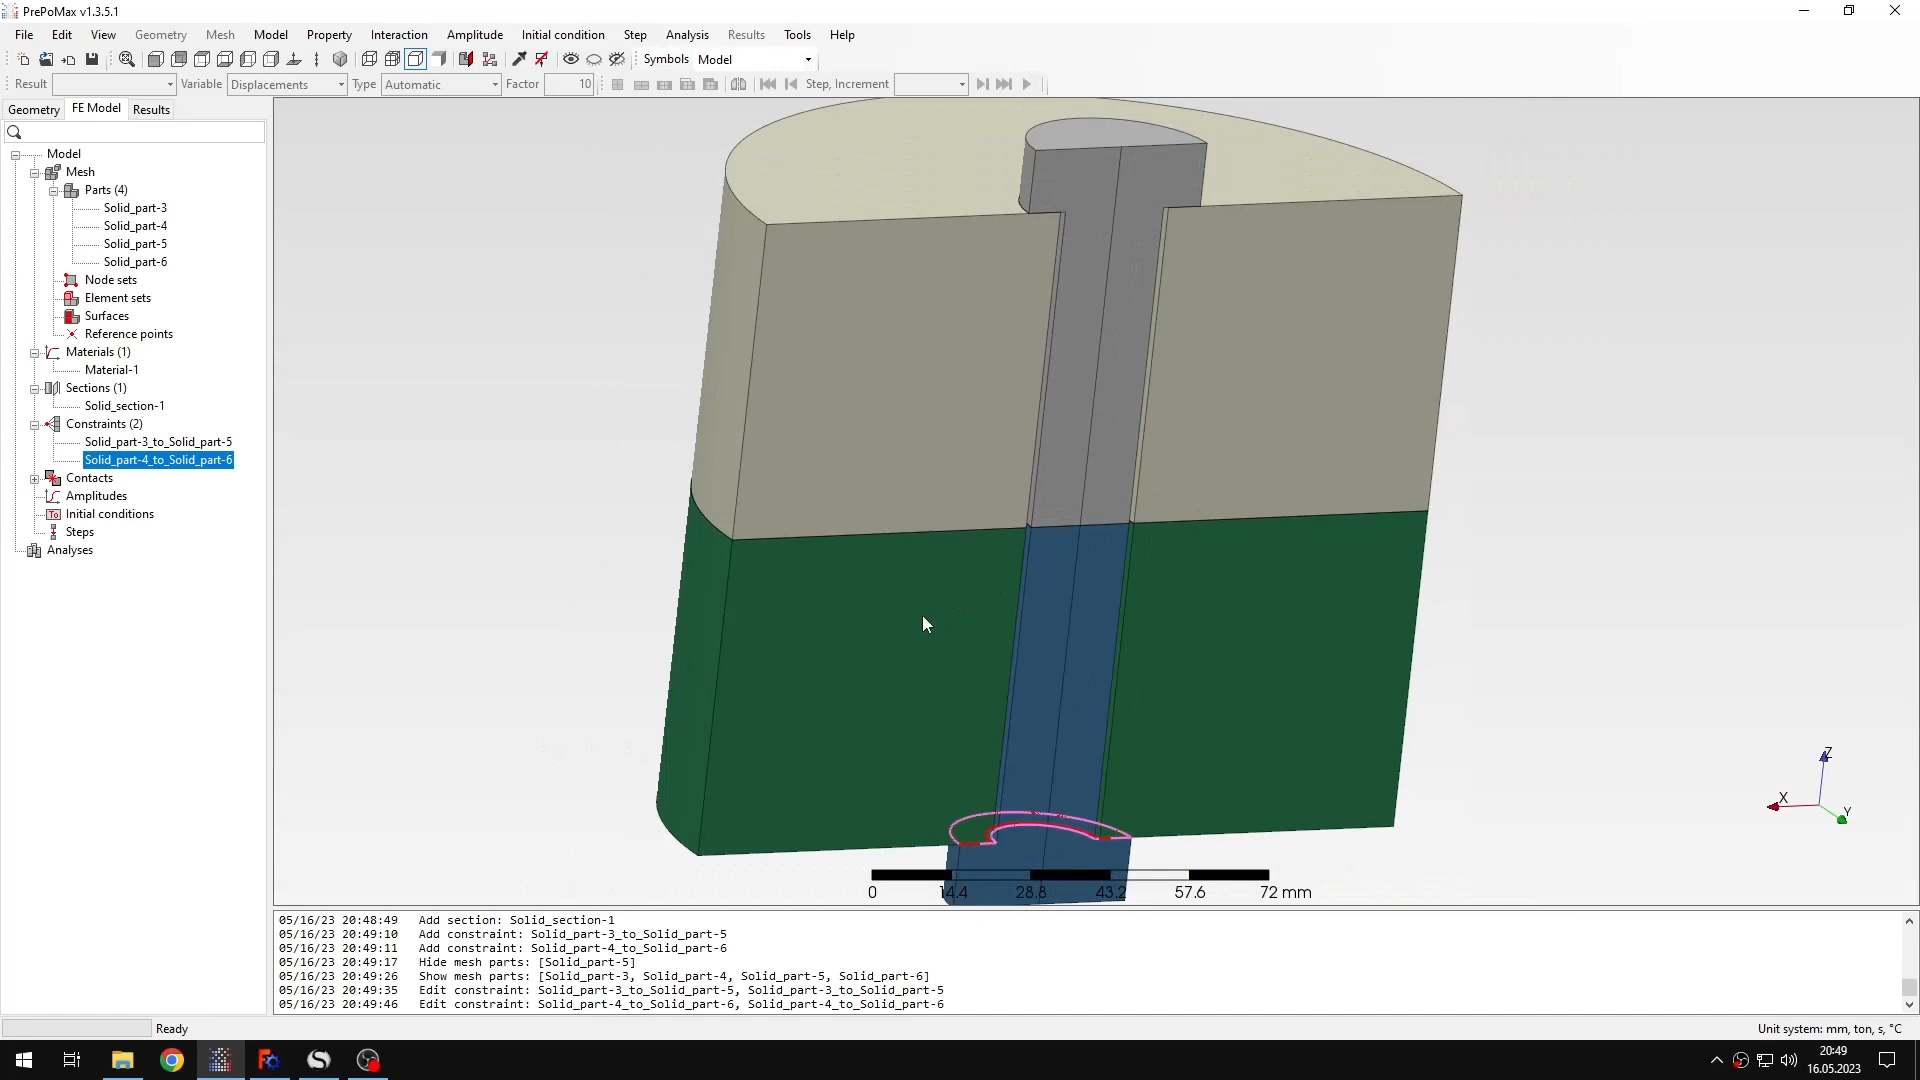 PrePoMax v1.3.5.1
File Edit View Geometry Mesh Model Property Interaction Amplitude Initial condition Step Analysis Results Tools Help
Symbols Model
Result Variable Displacements Type Automatic Factor 10 Step, Increment
Geometry FE Model Results
Model
Mesh
Parts (4)
Solid_part-3
Solid_part-4
Solid_part-5
Solid_part-6
Node sets
Element sets
Surfaces
Reference points
Materials (1)
Material-1
Sections (1)
Solid_section-1
Constraints (2)
Solid_part-3_to_Solid_part-5
Solid_part-4_to_Solid_part-6
Contacts
Amplitudes
Initial conditions
Steps
Analyses
Z
X
Y
0 14.4 28.8 43.2 57.6 72 mm
05/16/23 20:48:49 Add section: Solid_section-1
05/16/23 20:49:10 Add constraint: Solid_part-3_to_Solid_part-5
05/16/23 20:49:11 Add constraint: Solid_part-4_to_Solid_part-6
05/16/23 20:49:17 Hide mesh parts: [Solid_part-5]
05/16/23 20:49:26 Show mesh parts: [Solid_part-3, Solid_part-4, Solid_part-5, Solid_part-6]
05/16/23 20:49:35 Edit constraint: Solid_part-3_to_Solid_part-5, Solid_part-3_to_Solid_part-5
05/16/23 20:49:46 Edit constraint: Solid_part-4_to_Solid_part-6, Solid_part-4_to_Solid_part-6
Ready
Unit system: mm, ton, s, °C
20:49
16.05.2023